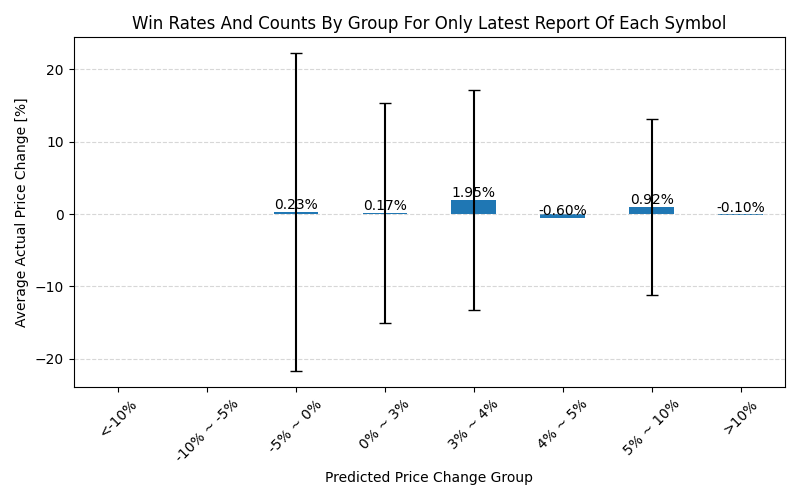 Win Rates And Counts By Group For Only Latest Report Of Each Symbol
Average Actual Price Change [%]
20
10
0
−10
−20
0.23%
0.17%
1.95%
-0.60%
0.92%
-0.10%
<-10%
-10% ~ -5%
-5% ~ 0%
0% ~ 3%
3% ~ 4%
4% ~ 5%
5% ~ 10%
>10%
Predicted Price Change Group